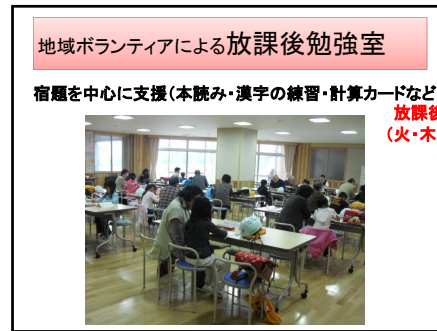 地域ボランティアによる放課後勉強室
宿題を中心に支援(本読み・漢字の練習・計算カードなど
放課後
(火・木